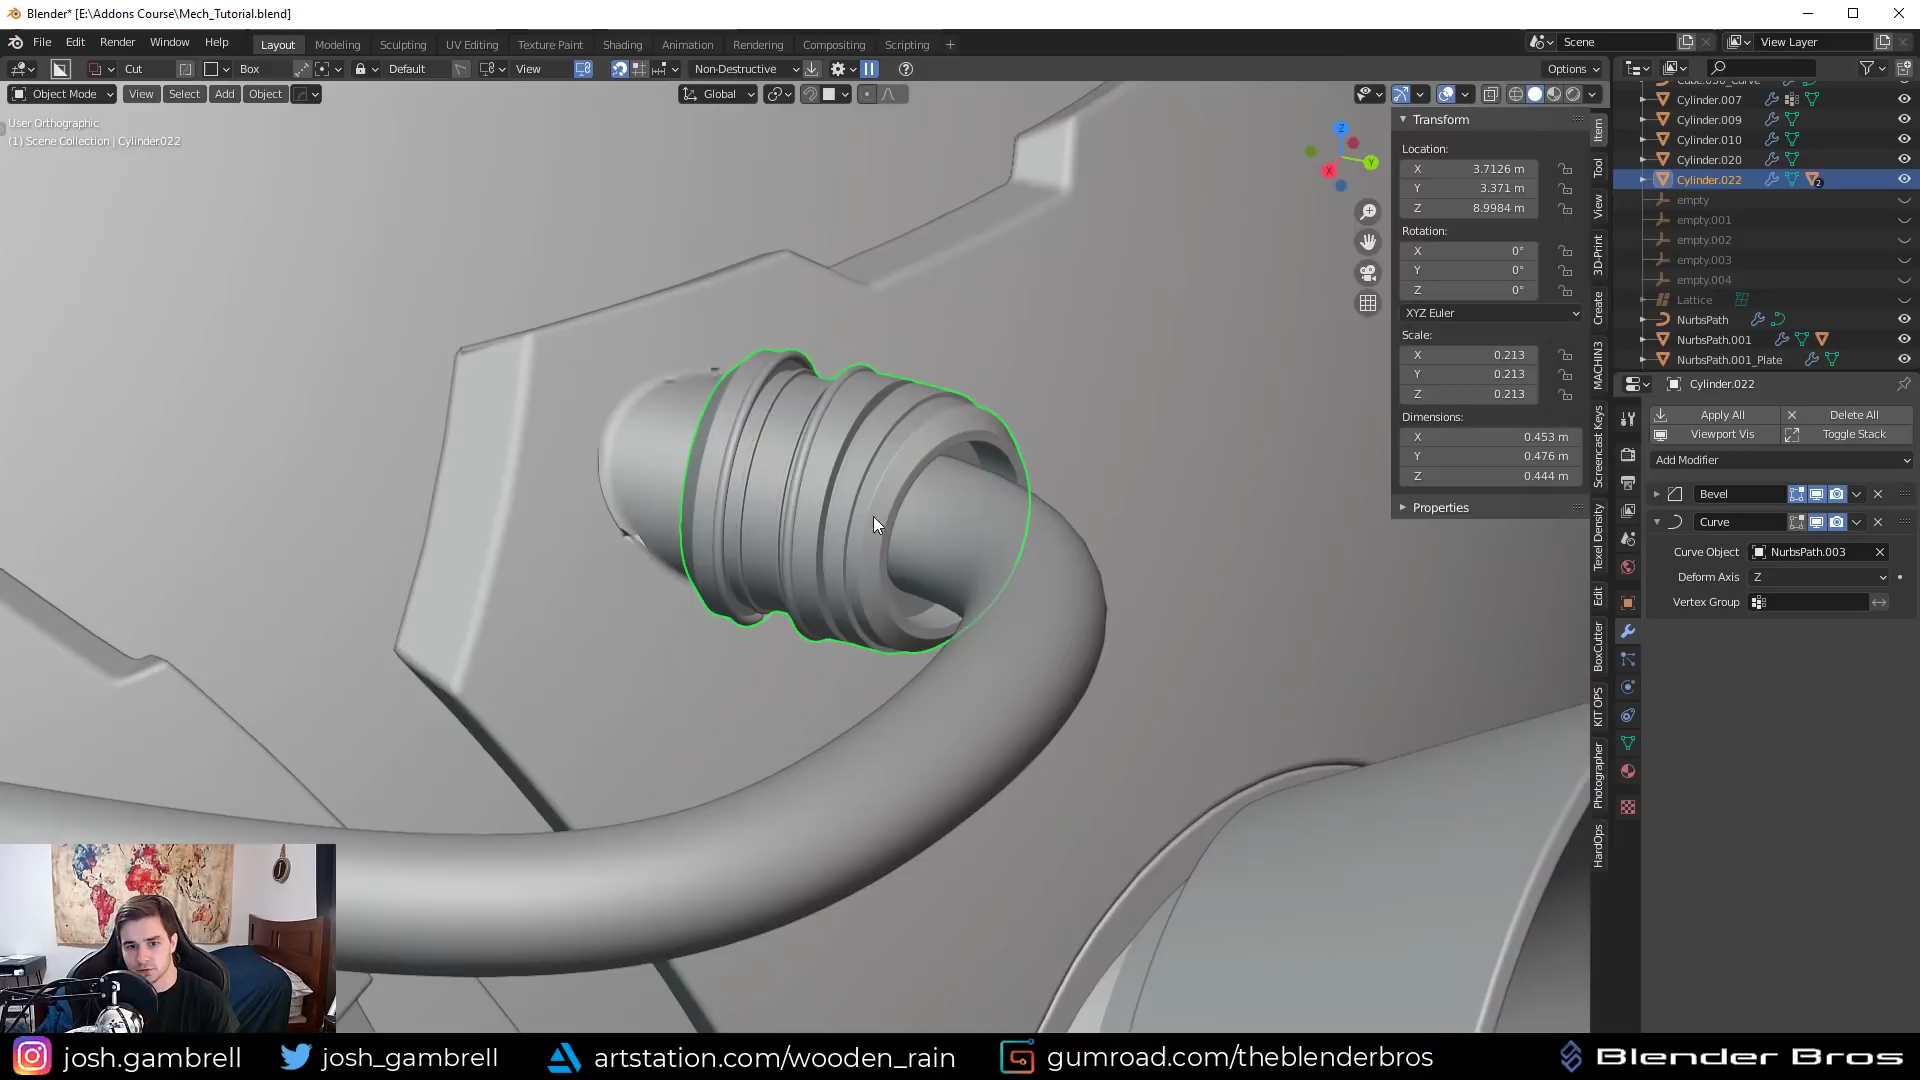 Blender* [E:\Addons Course\Mech_Tutorial.blend]
File Edit Render Window Help
Layout Modeling Sculpting UV Editing Texture Paint Shading Animation Rendering Compositing Scripting +
Scene
View Layer
Cut Box Default View Non-Destructive
Options
Object Mode View Select Add Object
Global
User Orthographic
(1) Scene Collection | Cylinder.022
Z
Y
X
Transform
Location:
X 3.7126 m
Y 3.371 m
Z 8.9984 m
Rotation:
X 0°
Y 0°
Z 0°
XYZ Euler
Scale:
X 0.213
Y 0.213
Z 0.213
Dimensions:
X 0.453 m
Y 0.476 m
Z 0.444 m
Properties
Item
Tool
View
3D-Print
Create
MACHIN3
Screencast Keys
Texel Density
Edit
BoxCutter
KIT OPS
Photographer
HardOps
Cylinder.007
Cylinder.009
Cylinder.010
Cylinder.020
Cylinder.022 2
empty
empty.001
empty.002
empty.003
empty.004
Lattice
NurbsPath
NurbsPath.001
NurbsPath.001_Plate
Cylinder.022
Apply All Delete All
Viewport Vis Toggle Stack
Add Modifier
Bevel
Curve
Curve Object NurbsPath.003
Deform Axis Z
Vertex Group
josh.gambrell
josh_gambrell
artstation.com/wooden_rain
gumroad.com/theblenderbros
Blender Bros